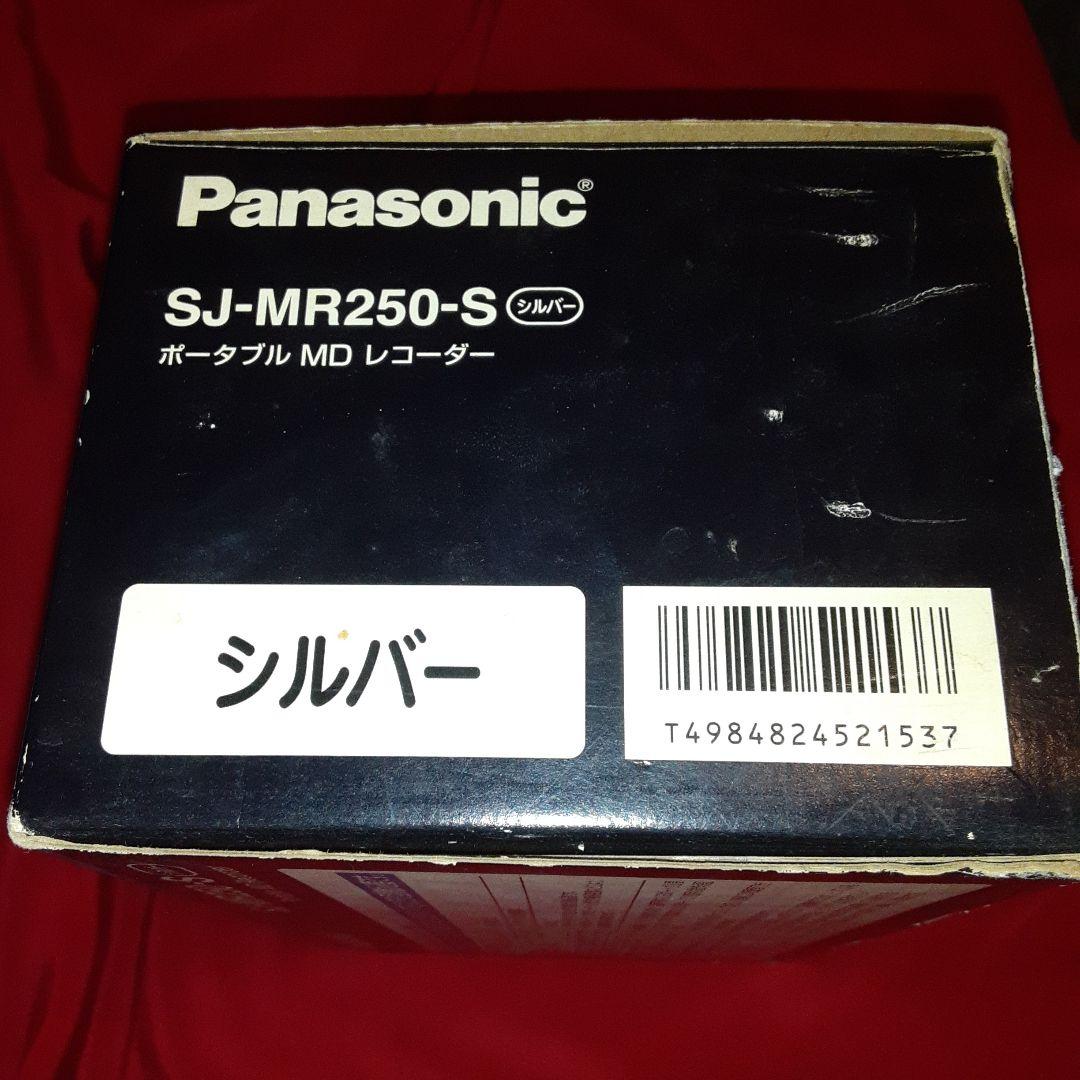 Panasonic®
SJ-MR250-S シルバー
ポータブル MD レコーダー
シルバー
T4984824521537